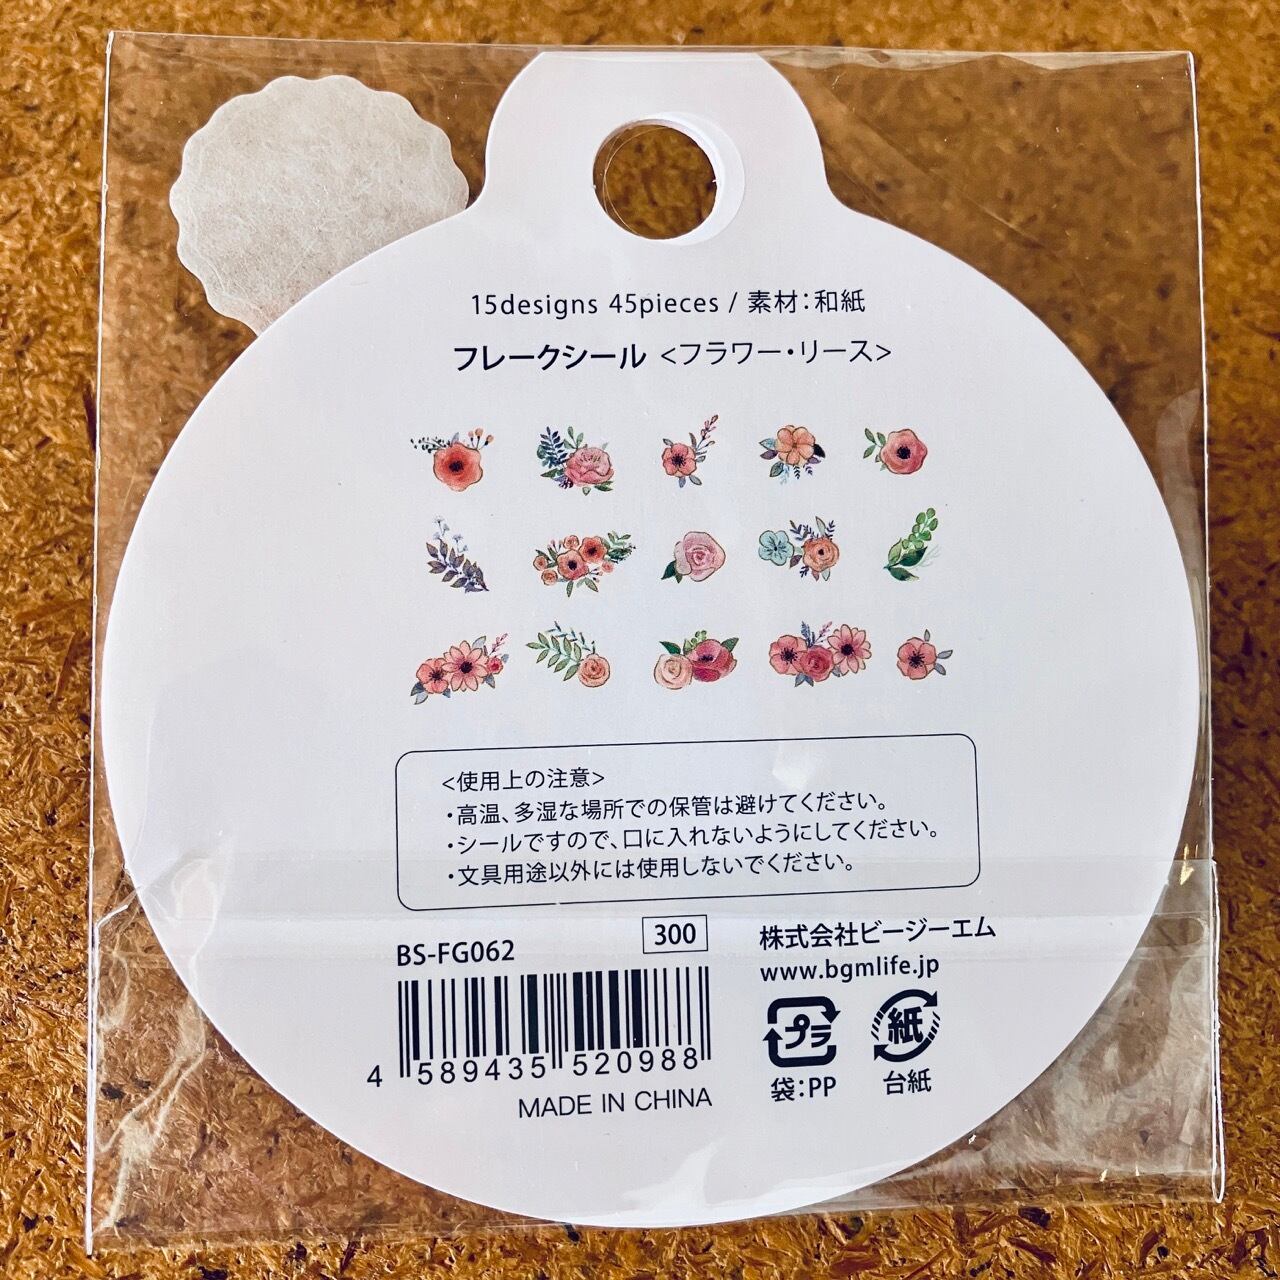 15designs 45pieces / 素材：和紙
フレークシール <フラワー・リース>
<使用上の注意>
・高温、多湿な場所での保管は避けてください。
・シールですので、口に入れないようにしてください。
・文具用途以外には使用しないでください。
BS-FG062
300
4 589435 520988
MADE IN CHINA
株式会社ビージーエム
www.bgmlife.jp
プラ
紙
袋：PP
台紙